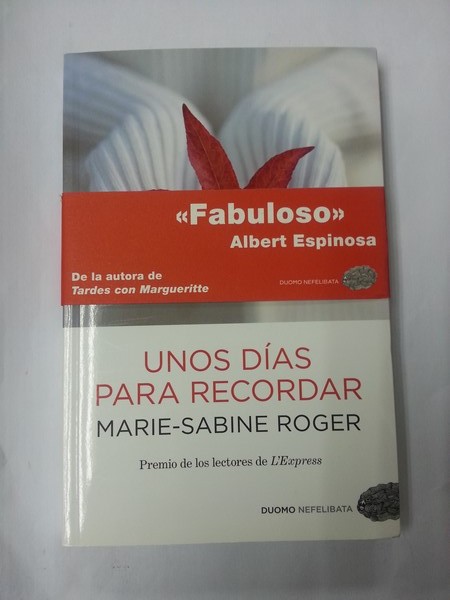 «Fabuloso»
Albert Espinosa
De la autora de
Tardes con Margueritte
DUOMO NEFELIBATA
UNOS DÍAS
PARA RECORDAR
MARIE-SABINE ROGER
Premio de los lectores de L'Express
DUOMO NEFELIBATA